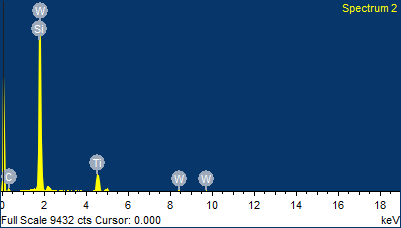 Spectrum 2
W
Si
Ti
C
W
W
0 2 4 6 8 10 12 14 16 18
Full Scale 9432 cts Cursor: 0.000 keV